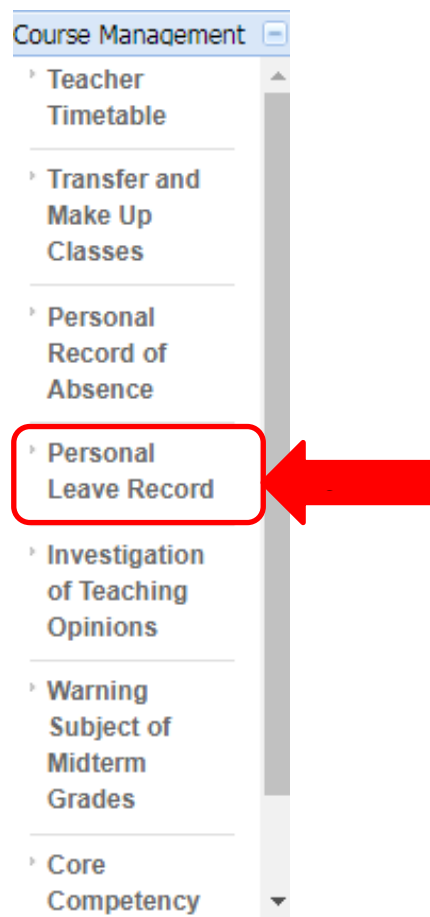 Course Management
Teacher
Timetable
Transfer and
Make Up
Classes
Personal
Record of
Absence
Personal
Leave Record
Investigation
of Teaching
Opinions
Warning
Subject of
Midterm
Grades
Core
Competency